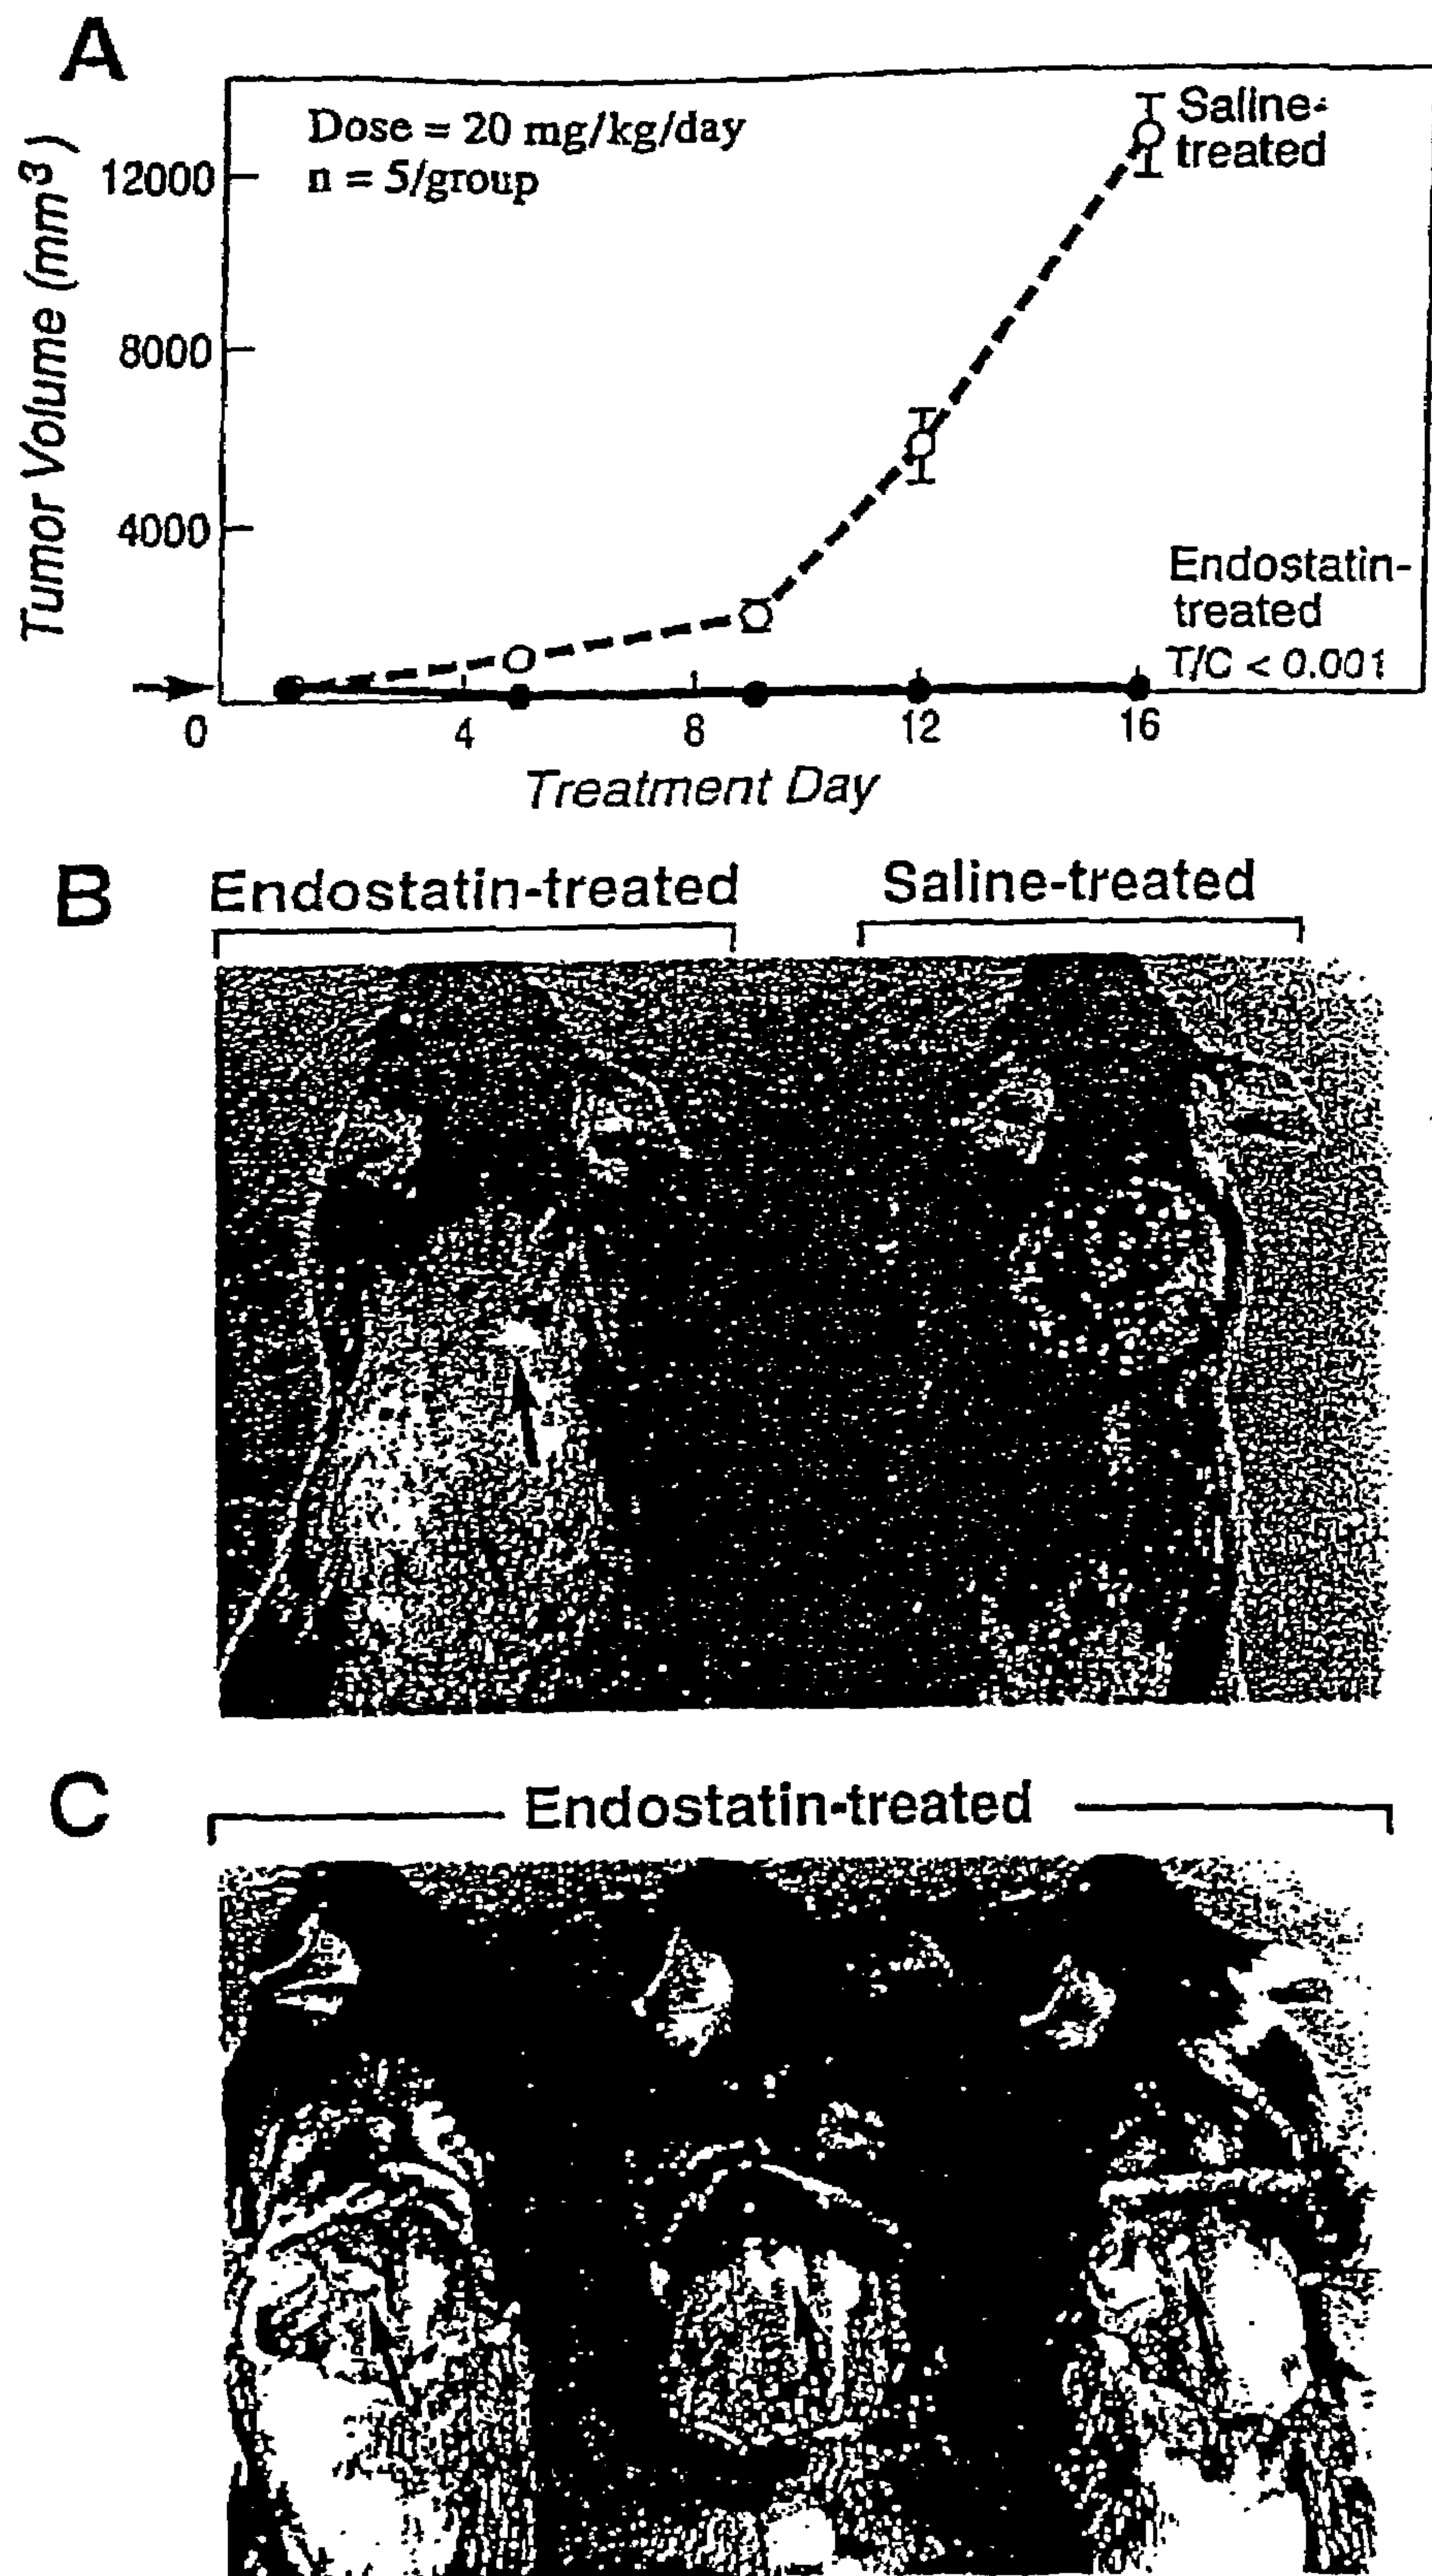 A
Dose = 20 mg/kg/day
n = 5/group
Saline-
treated
Tumor Volume (mm³)
12000
8000
4000
Endostatin-
treated
T/C < 0.001
0
4
8
12
16
Treatment Day
B
Endostatin-treated
Saline-treated
C
Endostatin-treated